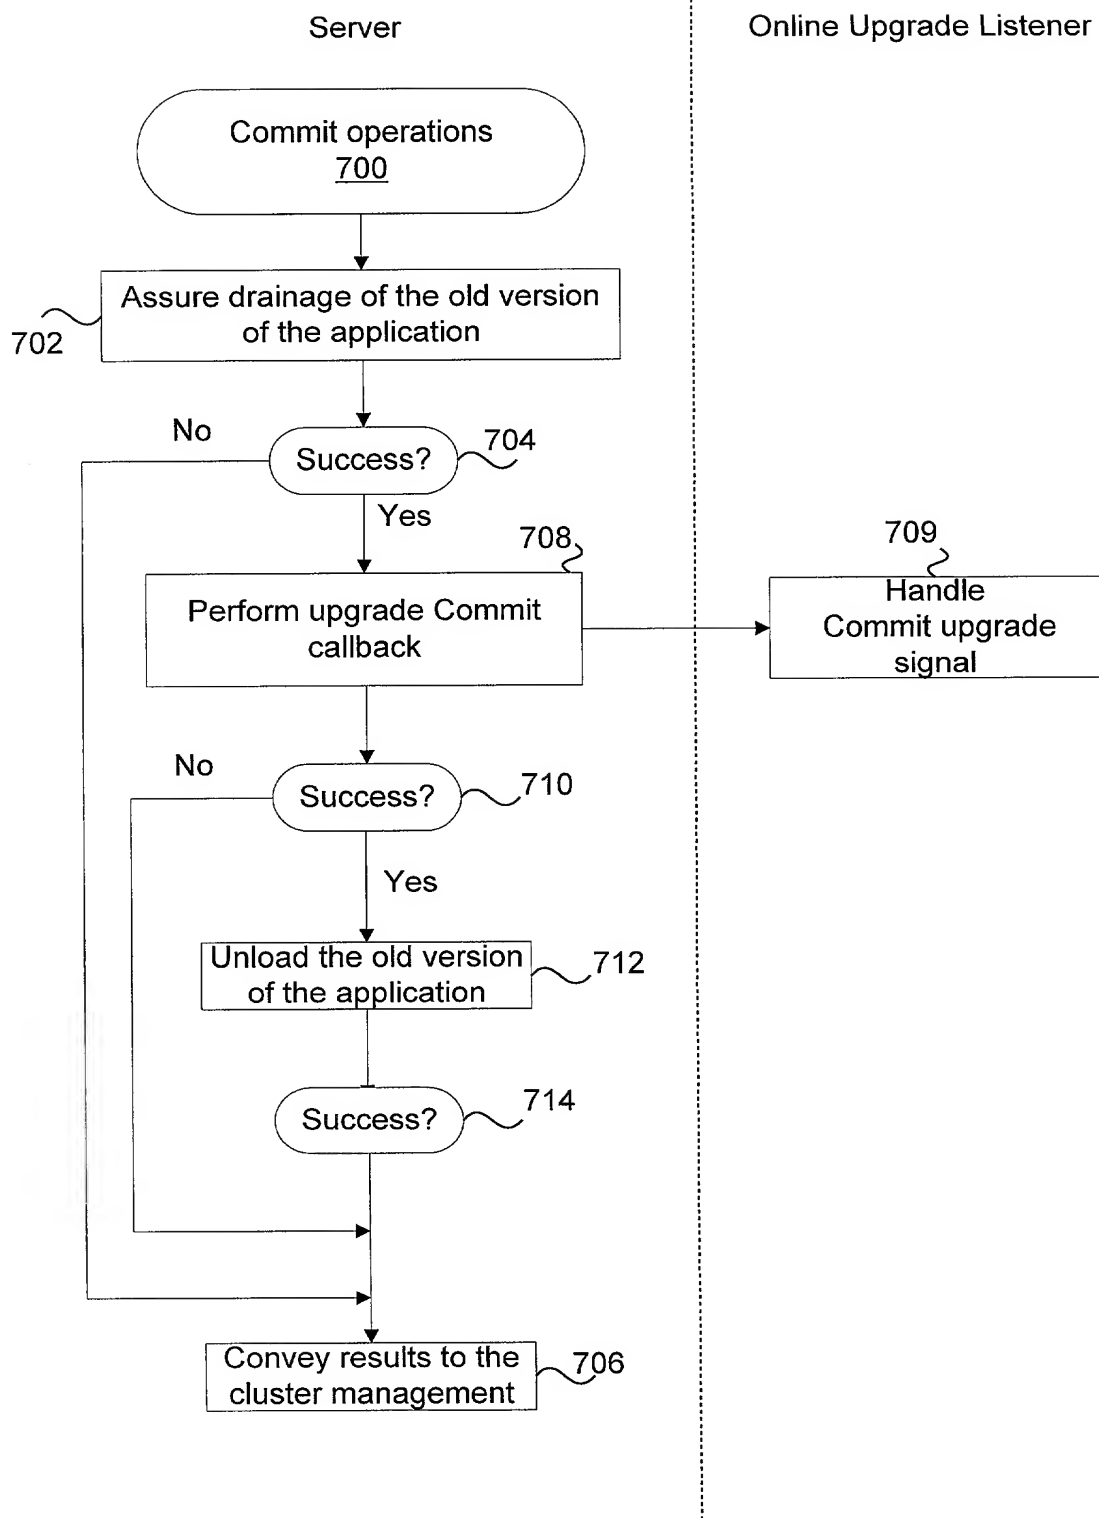 Server
Online Upgrade Listener
Commit operations
700
Assure drainage of the old version
of the application
702
No
Success?
704
Yes
708
709
Perform upgrade Commit
callback
Handle
Commit upgrade
signal
No
Success?
710
Yes
Unload the old version
of the application
712
Success?
714
Convey results to the
cluster management
706